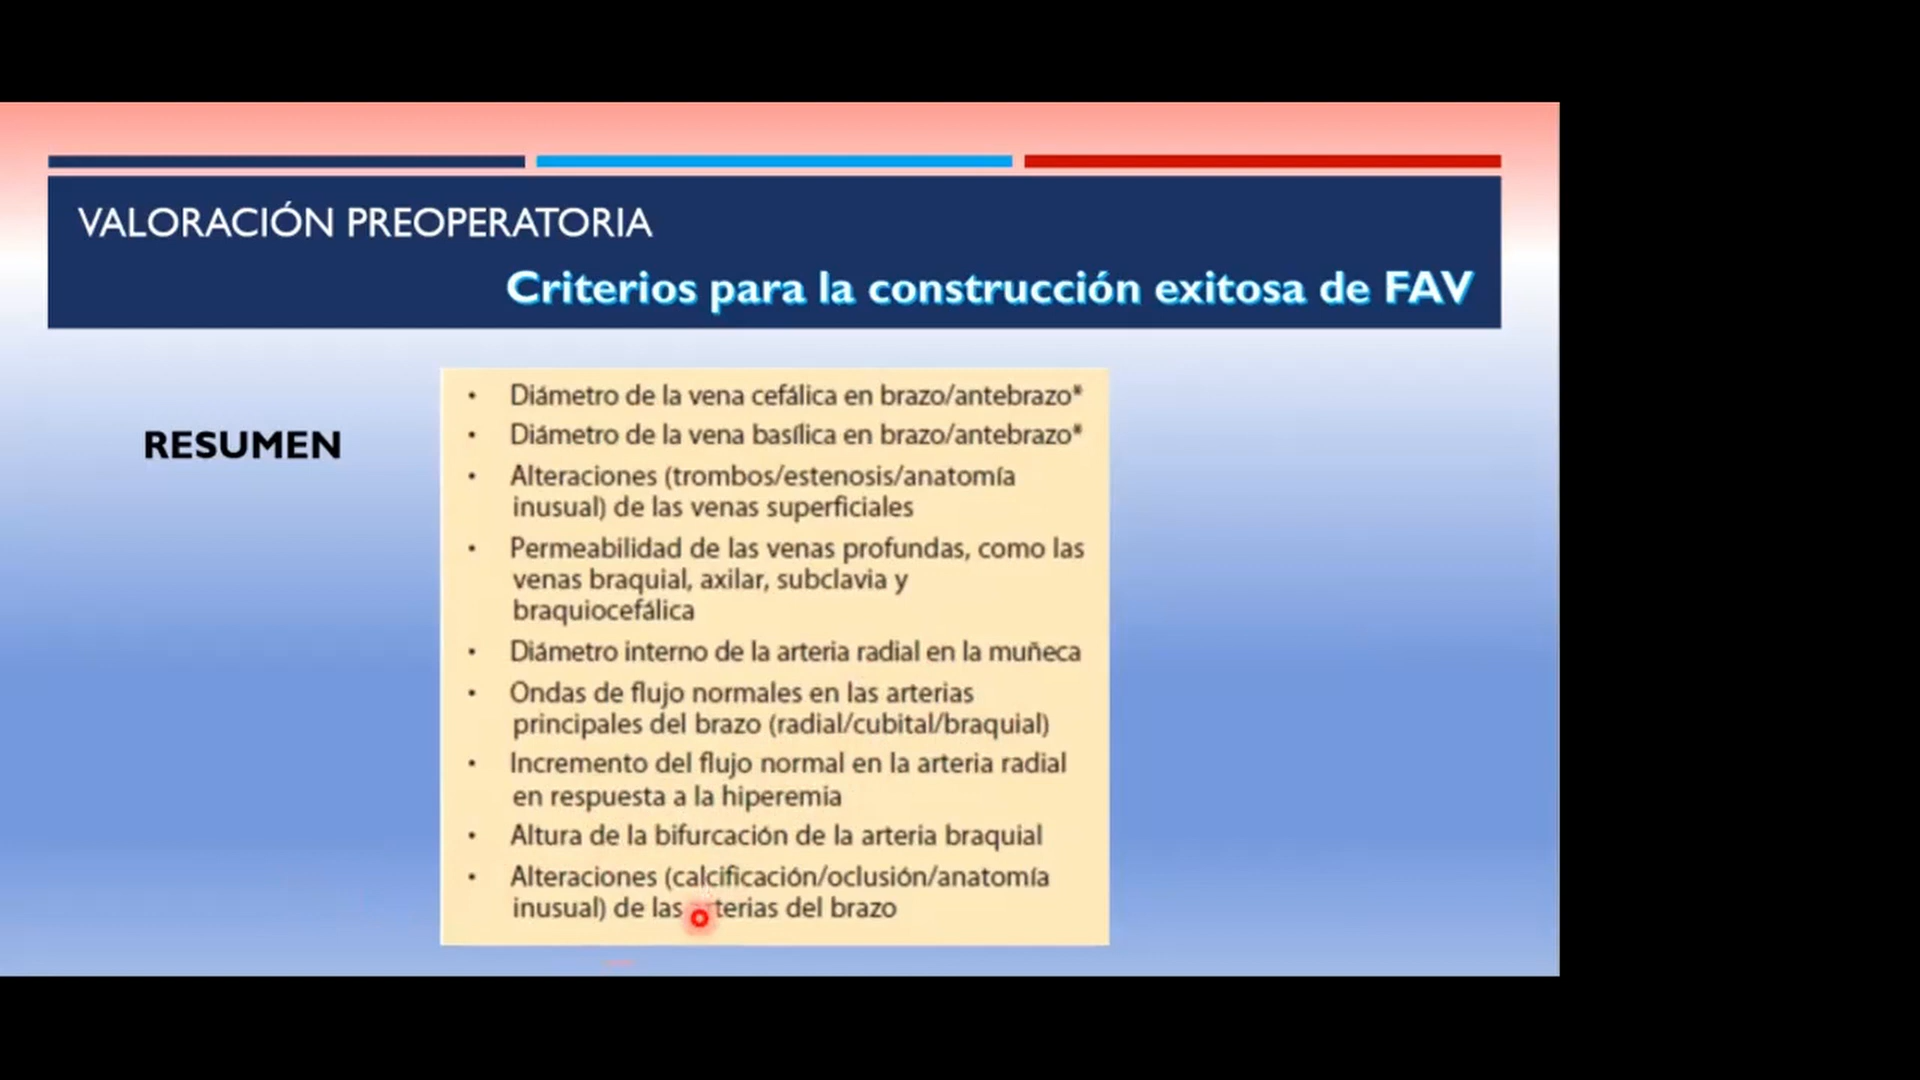 VALORACIÓN PREOPERATORIA
Criterios para la construcción exitosa de FAV
RESUMEN
• Diámetro de la vena cefálica en brazo/antebrazo*
• Diámetro de la vena basílica en brazo/antebrazo*
• Alteraciones (trombos/estenosis/anatomía
inusual) de las venas superficiales
• Permeabilidad de las venas profundas, como las
venas braquial, axilar, subclavia y
braquiocefálica
• Diámetro interno de la arteria radial en la muñeca
• Ondas de flujo normales en las arterias
principales del brazo (radial/cubital/braquial)
• Incremento del flujo normal en la arteria radial
en respuesta a la hiperemia
• Altura de la bifurcación de la arteria braquial
• Alteraciones (calcificación/oclusión/anatomía
inusual) de las arterias del brazo